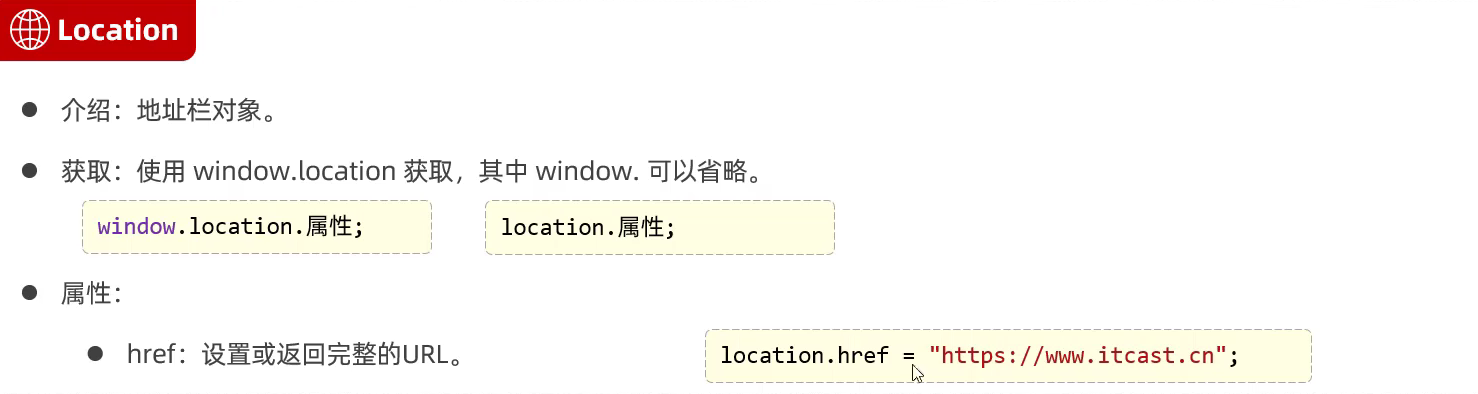 Location
介绍：地址栏对象。
获取：使用 window.location 获取，其中 window. 可以省略。
window.location.属性;
location.属性;
属性：
href：设置或返回完整的URL。
location.href = "https://www.itcast.cn";